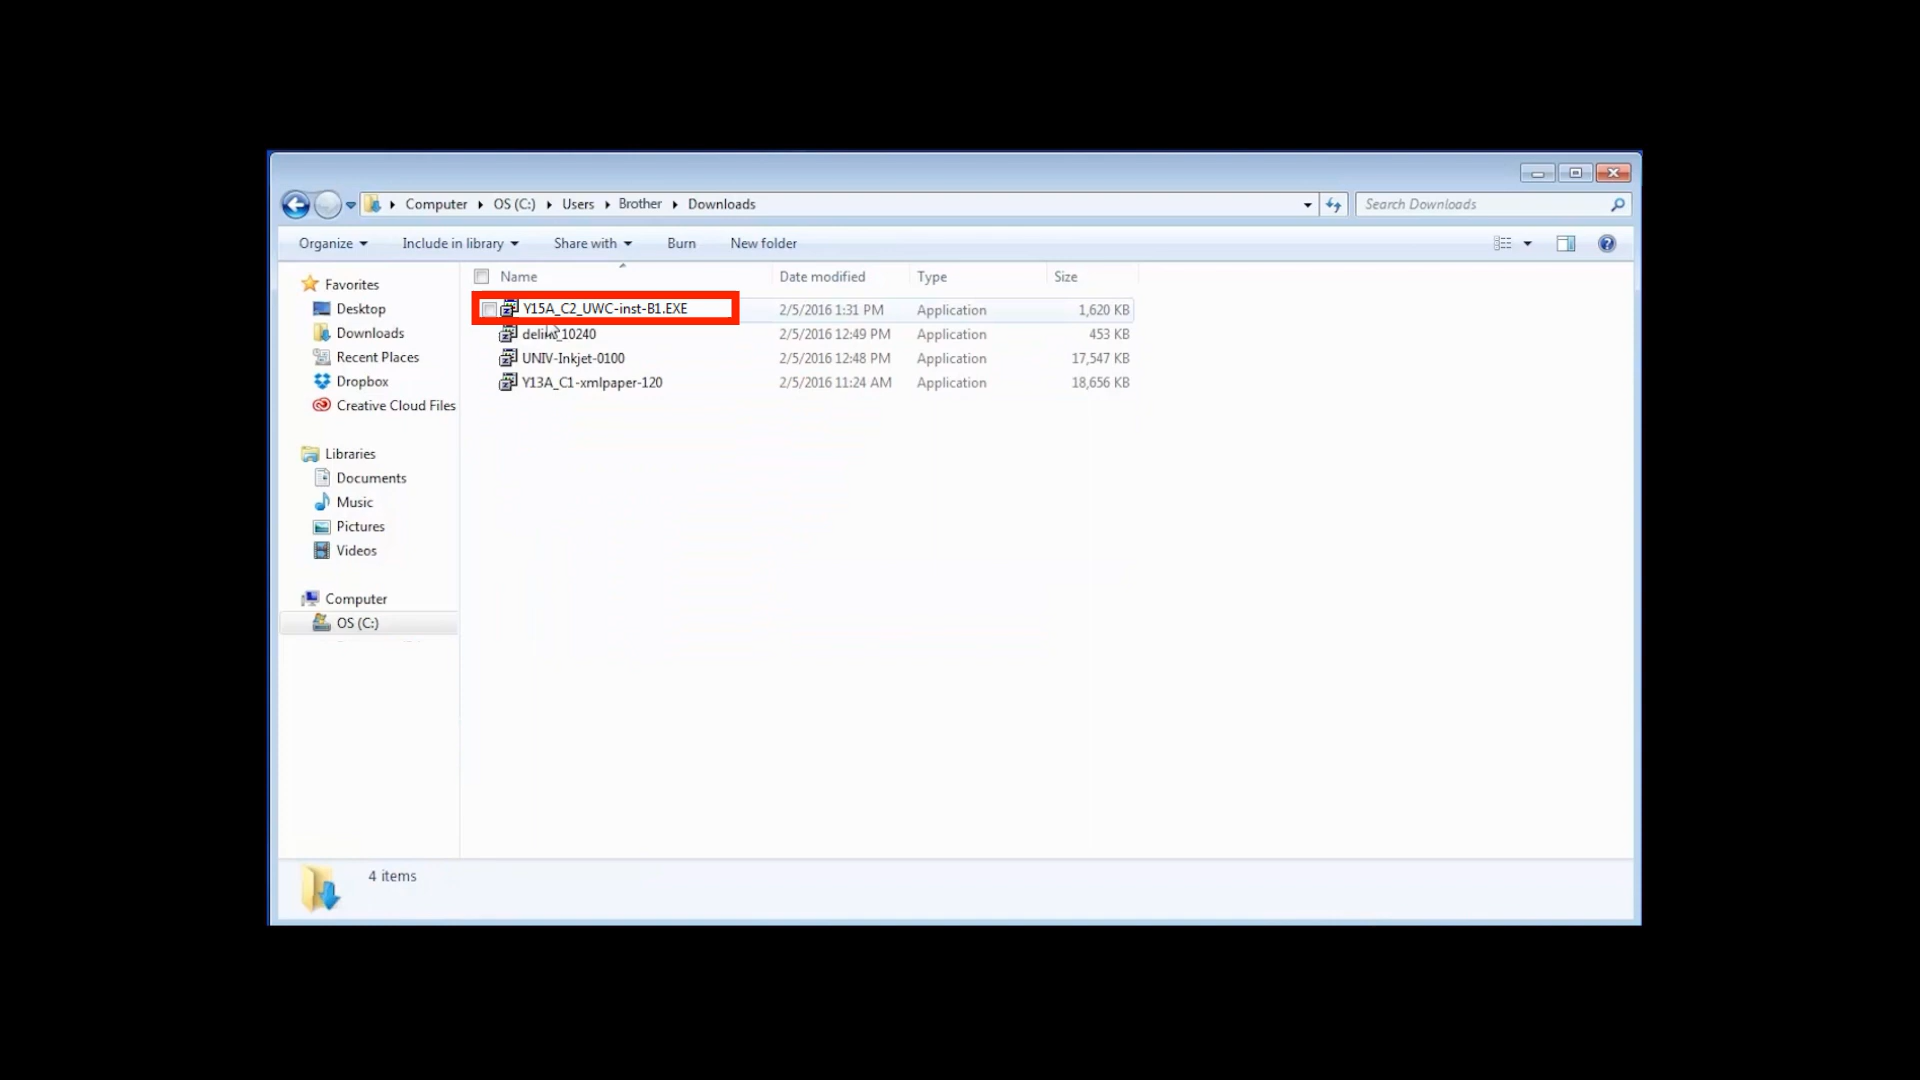 Computer OS (C:) Users Brother Downloads
Search Downloads
Organize Include in library Share with Burn New folder
Name Date modified Type Size
Y15A_C2_UWC-inst-B1.EXE 2/5/2016 1:31 PM Application 1,620 KB
10240 2/5/2016 12:49 PM Application 453 KB
UNIV-Inkjet-0100 2/5/2016 12:48 PM Application 17,547 KB
Y13A_C1-xmlpaper-120 2/5/2016 11:24 AM Application 18,656 KB
Favorites
Desktop
Downloads
Recent Places
Dropbox
Creative Cloud Files
Libraries
Documents
Music
Pictures
Videos
Computer
OS (C:)
4 items